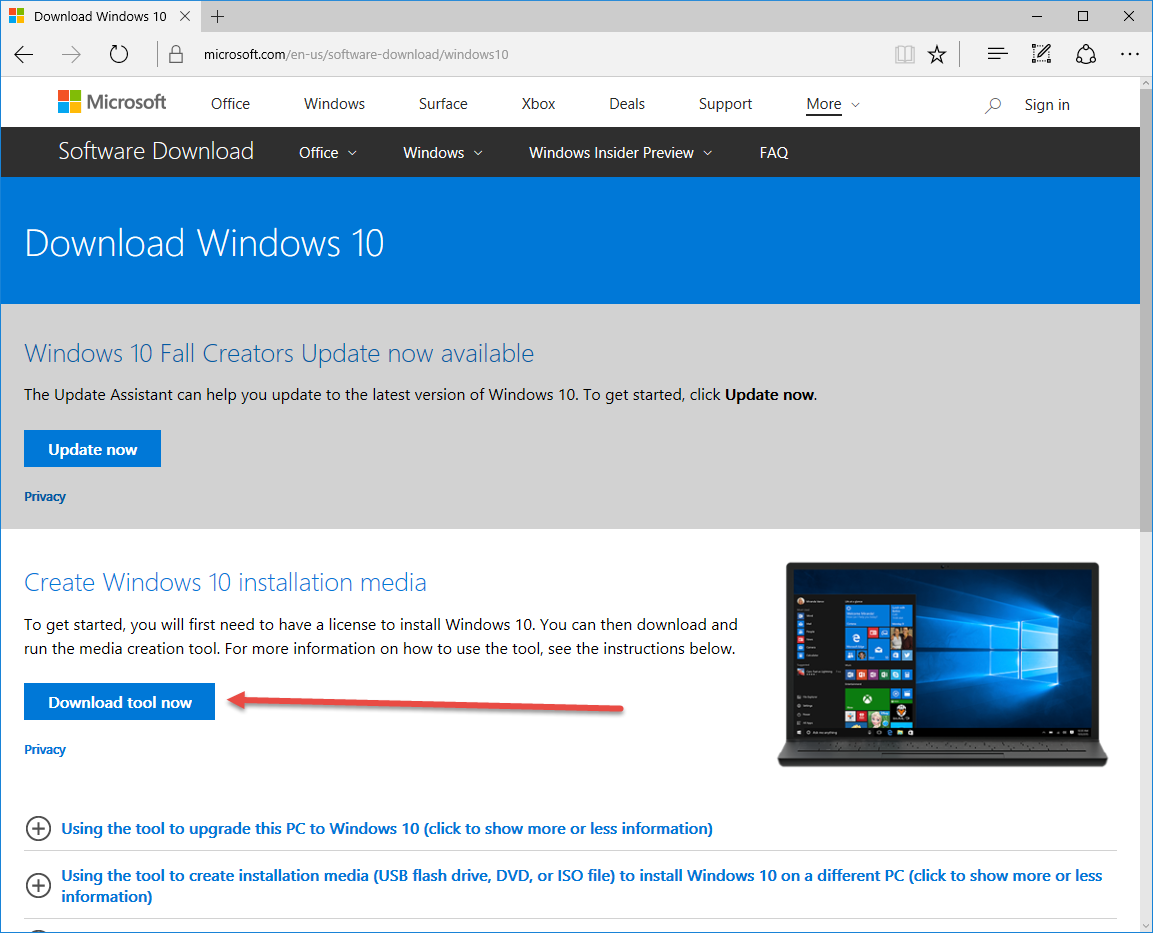 Download Windows 10
microsoft.com/en-us/software-download/windows10
Microsoft
Office
Windows
Surface
Xbox
Deals
Support
More
Sign in
Software Download
Office
Windows
Windows Insider Preview
FAQ
Download Windows 10
Windows 10 Fall Creators Update now available
The Update Assistant can help you update to the latest version of Windows 10. To get started, click Update now.
Update now
Privacy
Create Windows 10 installation media
To get started, you will first need to have a license to install Windows 10. You can then download and
run the media creation tool. For more information on how to use the tool, see the instructions below.
Download tool now
Privacy
Using the tool to upgrade this PC to Windows 10 (click to show more or less information)
Using the tool to create installation media (USB flash drive, DVD, or ISO file) to install Windows 10 on a different PC (click to show more or less
information)